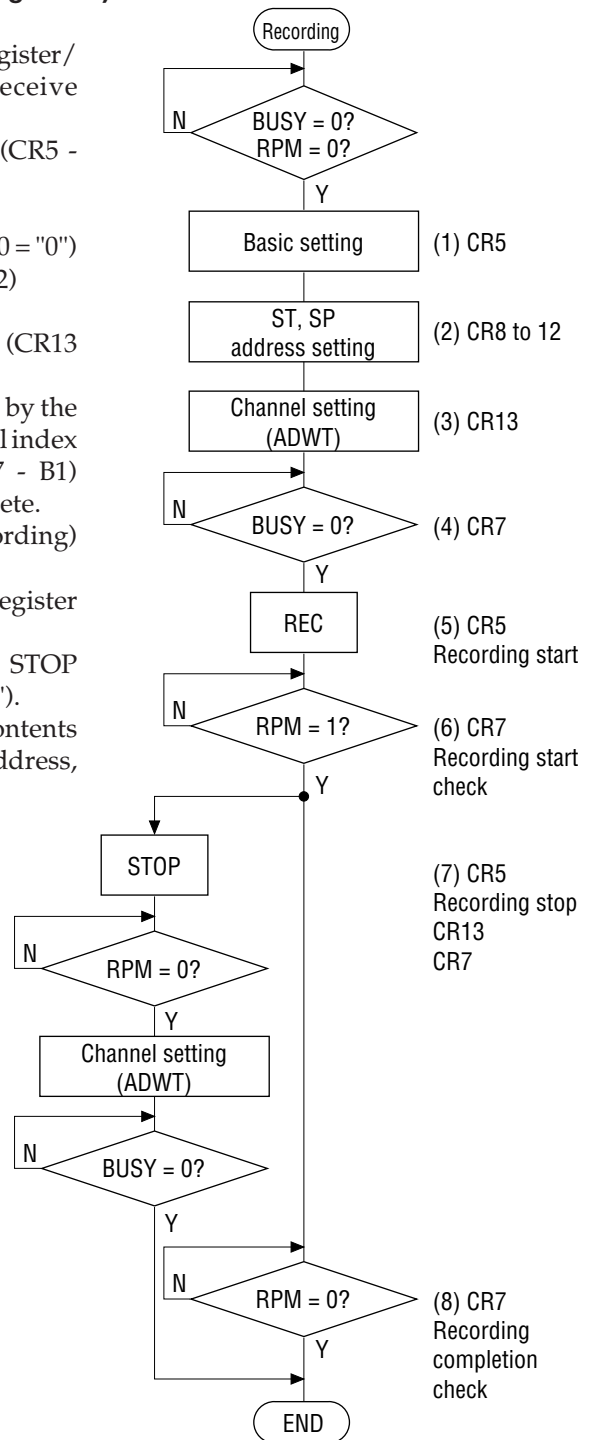 gister/
eceive
(CR5 -
0 = "0")
2)
(CR13
by the
l index
7 - B1)
ete.
ording)
egister
STOP
").
ontents
ddress,
Recording
N
BUSY = 0?
RPM = 0?
Y
Basic setting
(1) CR5
ST, SP
address setting
(2) CR8 to 12
Channel setting
(ADWT)
(3) CR13
N
BUSY = 0?
(4) CR7
Y
REC
(5) CR5
Recording start
N
RPM = 1?
(6) CR7
Recording start
check
Y
STOP
(7) CR5
Recording stop
CR13
CR7
N
RPM = 0?
Y
Channel setting
(ADWT)
N
BUSY = 0?
Y
N
RPM = 0?
(8) CR7
Recording
completion
check
Y
END